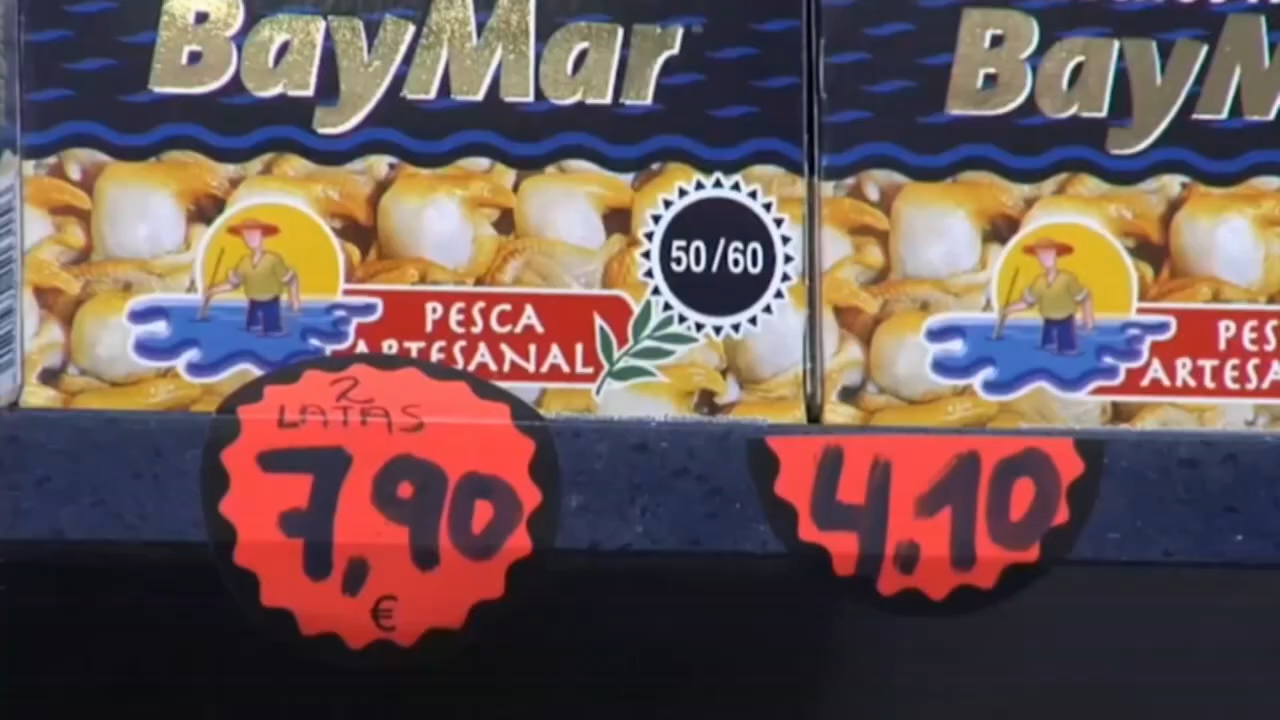 BayMar
50/60
PESCA
ARTESANAL
2
LATAS
7,90
€
BayM
PES
ARTESA
4.10